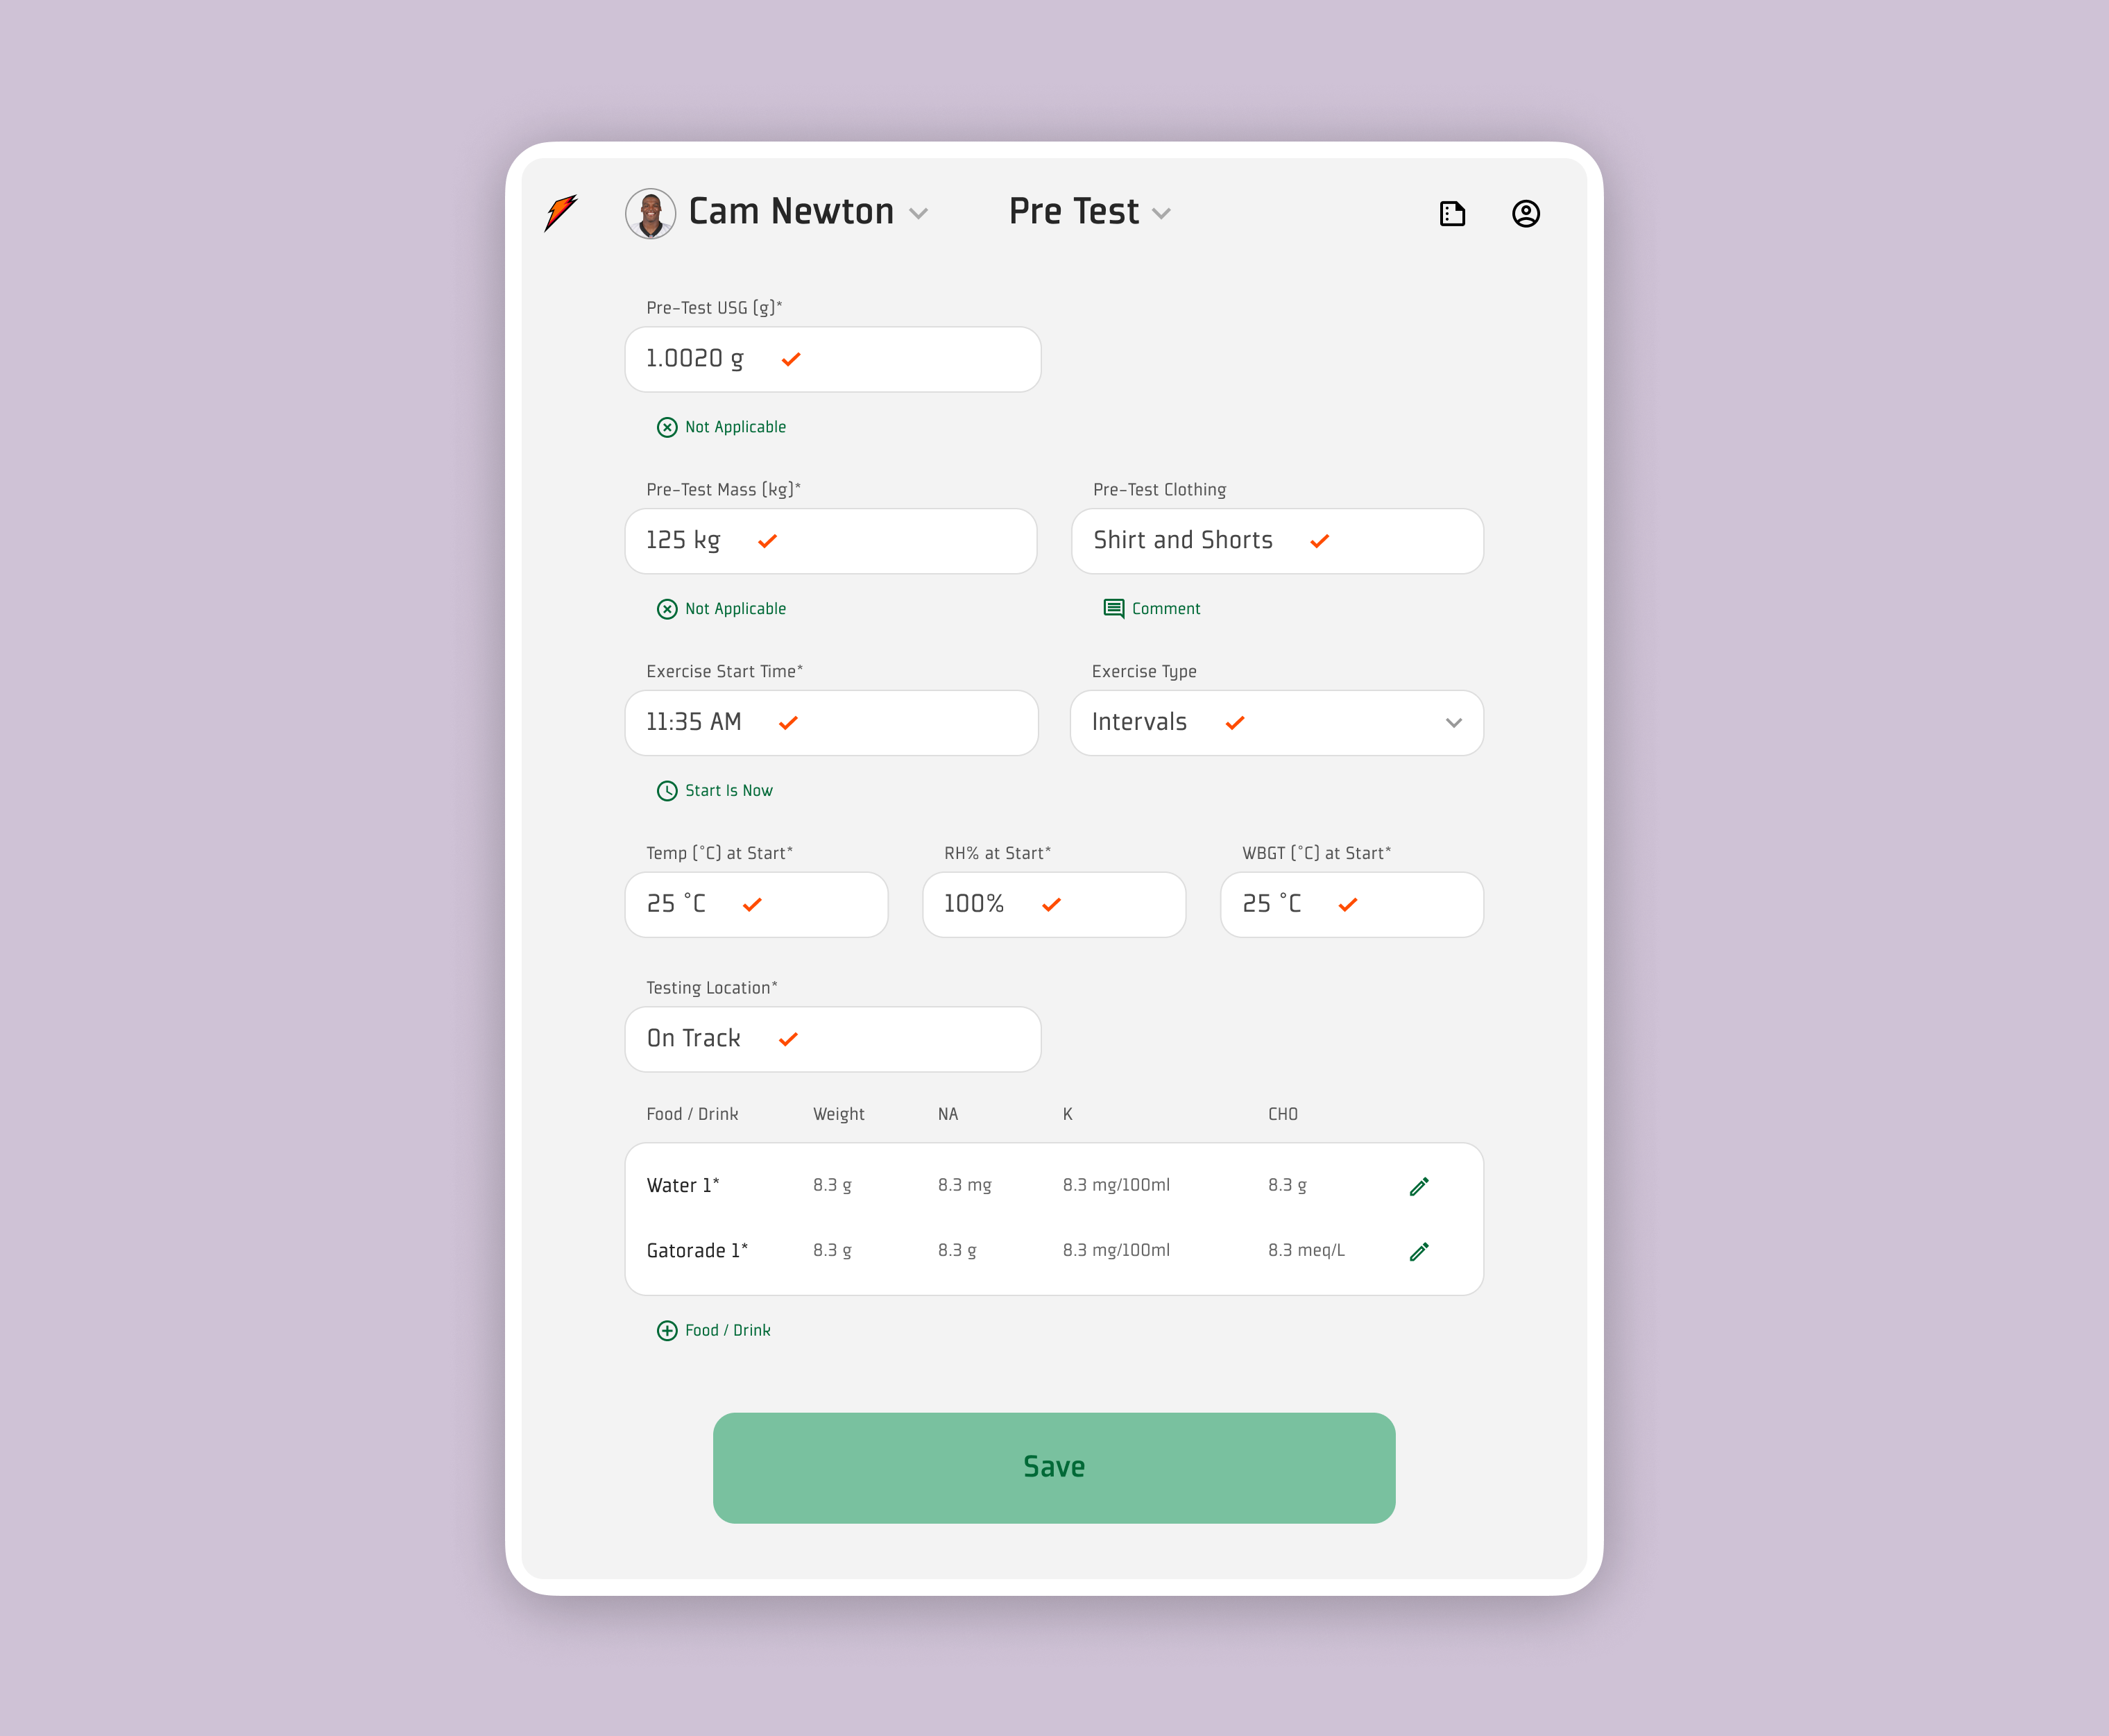 Cam Newton
Pre Test
Pre-Test USG (g)*
1.0020 g
Not Applicable
Pre-Test Mass (kg)*
Pre-Test Clothing
125 kg
Shirt and Shorts
Not Applicable
Comment
Exercise Start Time*
Exercise Type
11:35 AM
Intervals
Start Is Now
Temp (°C) at Start*
RH% at Start*
WBGT (°C) at Start*
25 °C
100%
25 °C
Testing Location*
On Track
Food / Drink Weight NA K CHO
Water 1* 8.3 g 8.3 mg 8.3 mg/100ml 8.3 g
Gatorade 1* 8.3 g 8.3 g 8.3 mg/100ml 8.3 meq/L
Food / Drink
Save